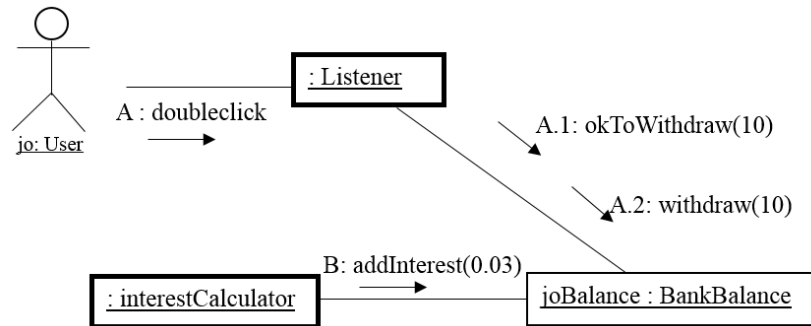 : Listener
A : doubleclick
jo: User
A.1: okToWithdraw(10)
A.2: withdraw(10)
B: addInterest(0.03)
: interestCalculator
joBalance : BankBalance